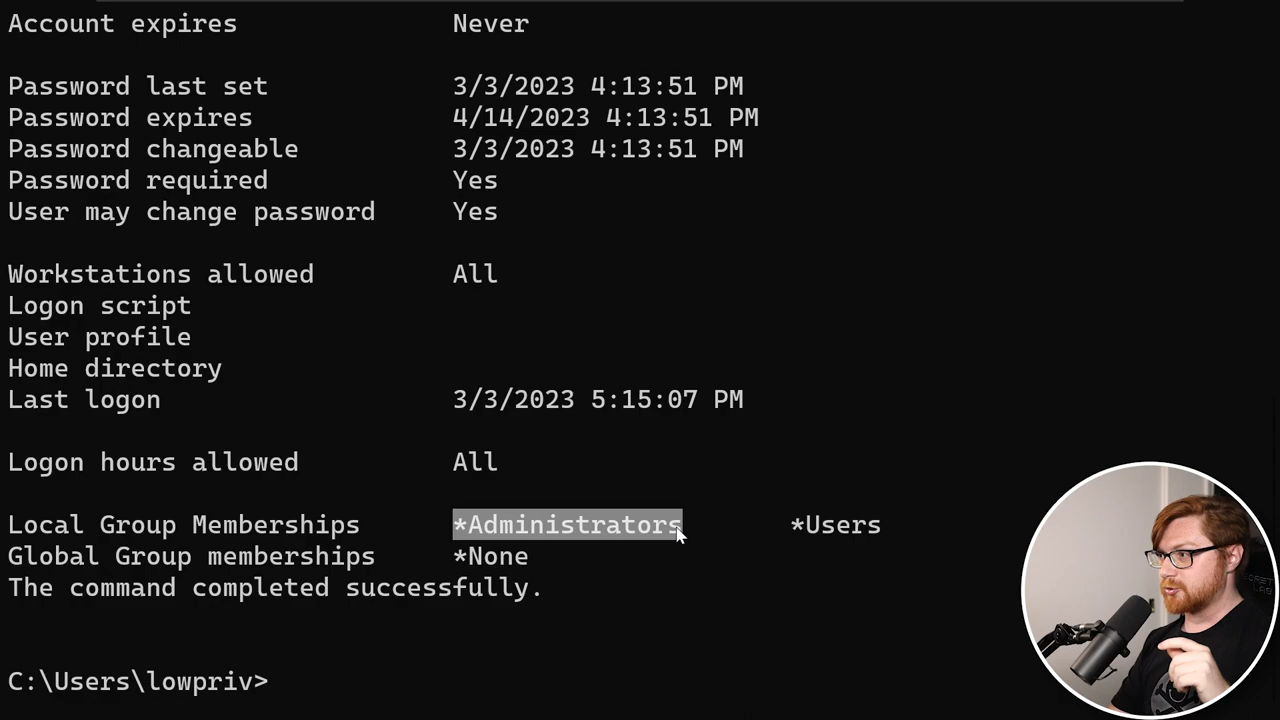 Account expires Never
Password last set 3/3/2023 4:13:51 PM
Password expires 4/14/2023 4:13:51 PM
Password changeable 3/3/2023 4:13:51 PM
Password required Yes
User may change password Yes
Workstations allowed All
Logon script
User profile
Home directory
Last logon 3/3/2023 5:15:07 PM
Logon hours allowed All
Local Group Memberships *Administrators *Users
Global Group memberships *None
The command completed successfully.
C:\Users\lowpriv>